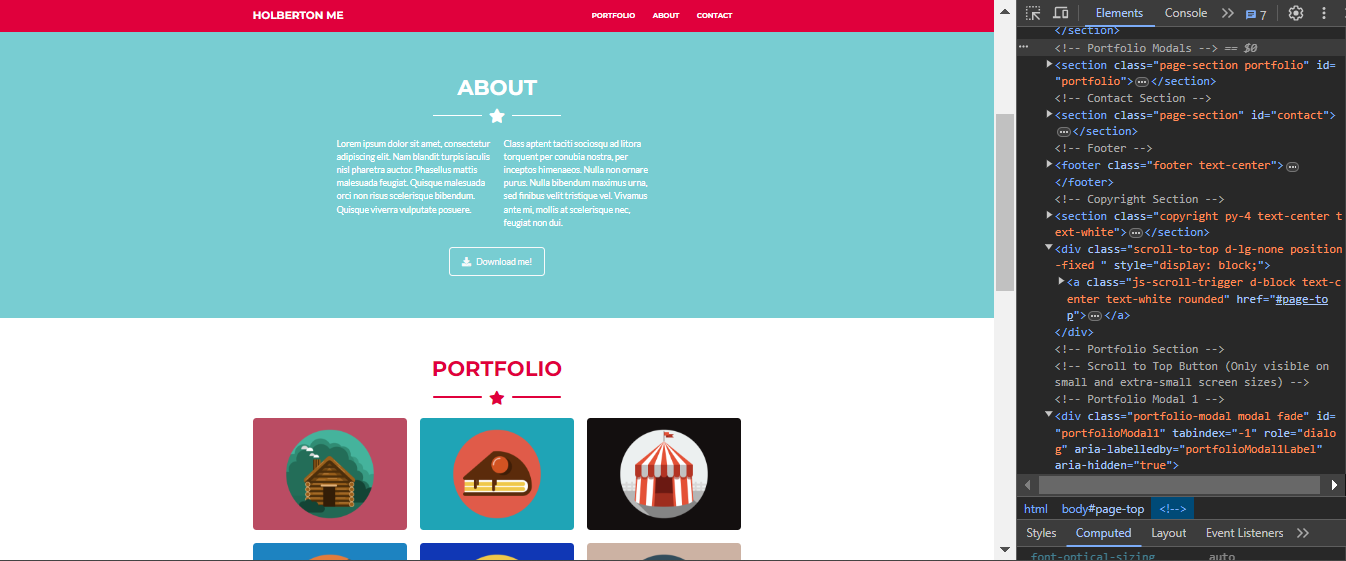 HOLBERTON ME
PORTFOLIO ABOUT CONTACT
ABOUT
Lorem ipsum dolor sit amet, consectetur
adipiscing elit. Nam blandit turpis iaculis
nisl pharetra auctor. Phasellus mattis
malesuada feugiat. Quisque malesuada
orci non risus scelerisque bibendum.
Quisque viverra vulputate posuere.
Class aptent taciti sociosqu ad litora
torquent per conubia nostra, per
inceptos himenaeos. Nulla non ornare
purus. Nulla bibendum maximus urna,
sed finibus velit tristique vel. Vivamus
ante mi, mollis at scelerisque nec,
feugiat non dui.
Download me!
PORTFOLIO
Elements Console 7
</section>
<!-- Portfolio Modals --> == $0
<section class="page-section portfolio" id=
"portfolio">…</section>
<!-- Contact Section -->
<section class="page-section" id="contact">
…</section>
<!-- Footer -->
<footer class="footer text-center">…
</footer>
<!-- Copyright Section -->
<section class="copyright py-4 text-center t
ext-white">…</section>
<div class="scroll-to-top d-lg-none position
-fixed " style="display: block;">
<a class="js-scroll-trigger d-block text-c
enter text-white rounded" href="#page-to
p">…</a>
</div>
<!-- Portfolio Section -->
<!-- Scroll to Top Button (Only visible on
small and extra-small screen sizes) -->
<!-- Portfolio Modal 1 -->
<div class="portfolio-modal modal fade" id=
"portfolioModal1" tabindex="-1" role="dialo
g" aria-labelledby="portfolioModal1Label"
aria-hidden="true">
html body#page-top <!-->
Styles Computed Layout Event Listeners
font-optical-sizing auto